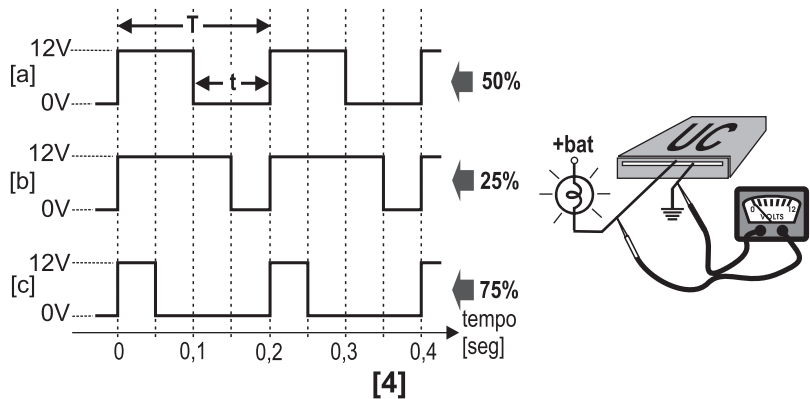 T
12V
[a]
t
50%
0V
12V
[b]
25%
0V
12V
[c]
75%
0V
tempo
[seg]
0 0,1 0,2 0,3 0,4
[4]
+bat
UC
0 12
VOLTS